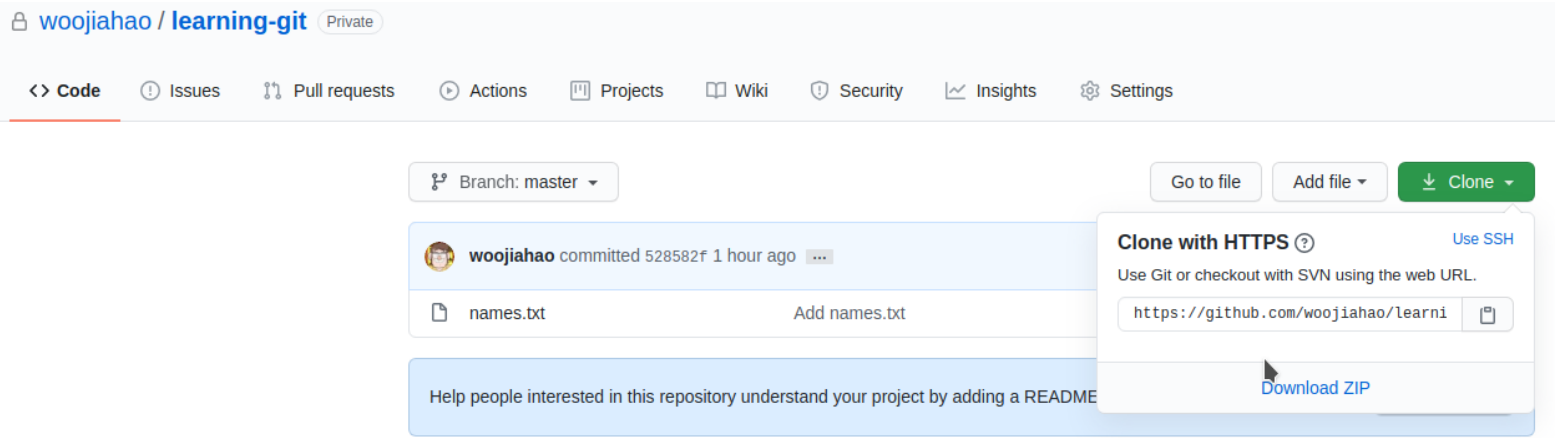 woojiahao / learning-git Private
Code Issues Pull requests Actions Projects Wiki Security Insights Settings
Branch: master Go to file Add file Clone
woojiahao committed 528582f 1 hour ago ...
names.txt Add names.txt
Clone with HTTPS ? Use SSH
Use Git or checkout with SVN using the web URL.
https://github.com/woojiahao/learni
Download ZIP
Help people interested in this repository understand your project by adding a README